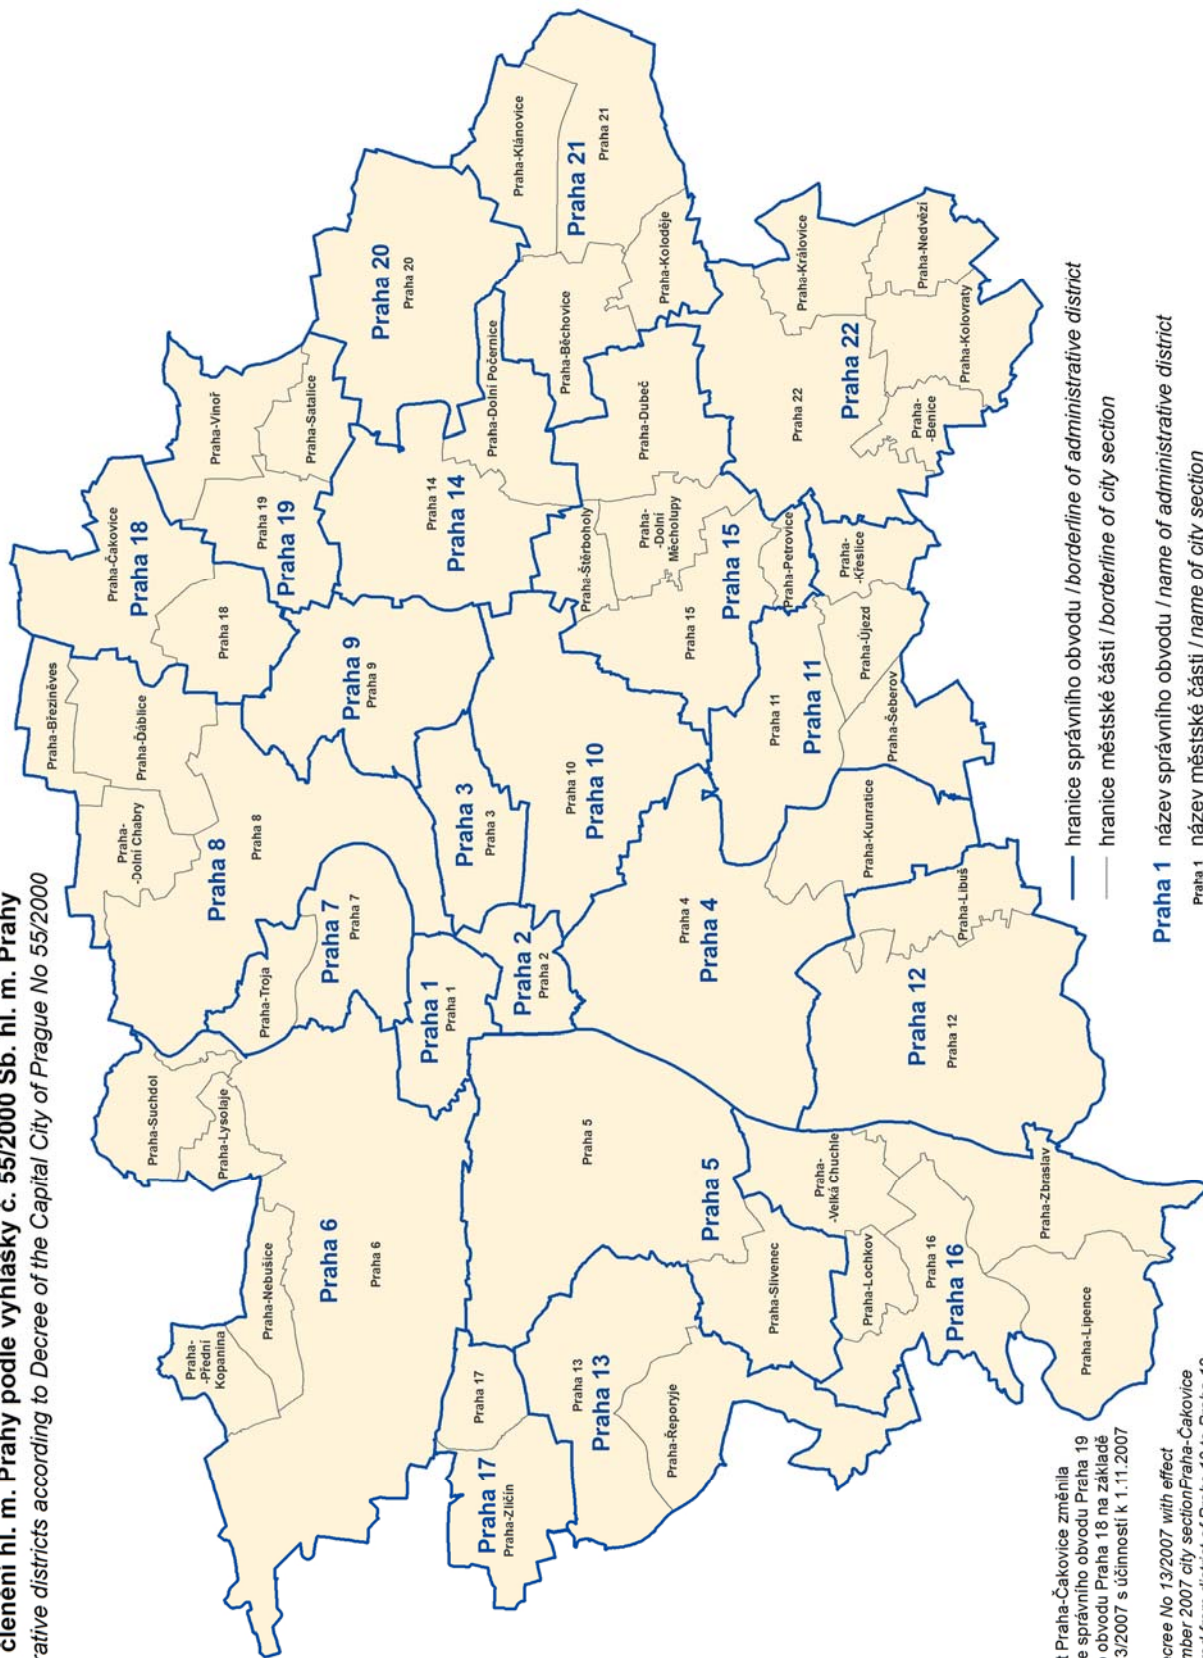 členění hl. m. Prahy podle vyhlášky č. 55/2000 Sb. hl. m. Prahy
districts according to Decree of the Capital City of Prague No 55/2000
Praha-Březiněves
Praha-Čakovice
Praha 18
Praha 18
Praha-Ďáblice
Praha-
-Dolní Chabry
Praha 8
Praha 8
Praha-Vinoř
Praha-Satalice
Praha 19
Praha 19
Praha 20
Praha 20
Praha-Klánovice
Praha 21
Praha 21
Praha-Koloděje
Praha-Běchovice
Praha-Dolní Počernice
Praha 14
Praha 14
Praha 9
Praha 9
Praha-Suchdol
Praha-Lysolaje
Praha-Troja
Praha 7
Praha 7
Praha-
-Přední
Kopanina
Praha-Nebušice
Praha 6
Praha 6
Praha 1
Praha 1
Praha 2
Praha 2
Praha 3
Praha 3
Praha 10
Praha 10
Praha-Štěrboholy
Praha-
-Dolní
Měcholupy
Praha-Dubeč
Praha 15
Praha 15
Praha-Petrovice
Praha-Královice
Praha-Nedvězí
Praha-Kolovraty
Praha 22
Praha 22
Praha-
-Benice
Praha-
-Křeslice
Praha-Újezd
Praha-Šeberov
Praha 11
Praha 11
Praha-Kunratice
Praha 4
Praha 4
Praha-Libuš
Praha 12
Praha 12
Praha 5
Praha 5
Praha 17
Praha 17
Praha-Zličín
Praha 13
Praha 13
Praha-Řeporyje
Praha-Slivenec
Praha-
-Velká Chuchle
Praha-Lochkov
Praha 16
Praha 16
Praha-Zbraslav
Praha-Lipence
hranice správního obvodu / borderline of administrative district
hranice městské části / borderline of city section
Praha 1 název správního obvodu / name of administrative district
Praha 1 název městské části / name of city section
Praha-Čakovice změnila
správního obvodu Praha 19
obvodu Praha 18 na základě
3/2007 s účinností k 1.11.2007
No 13/2007 with effect
2007 city sectionPraha-Čakovice